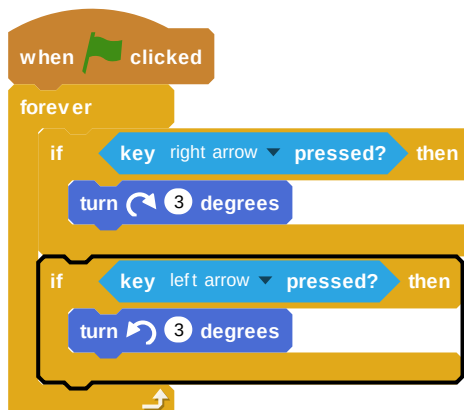 when clicked
forever
if key right arrow pressed? then
turn 3 degrees
if key left arrow pressed? then
turn 3 degrees